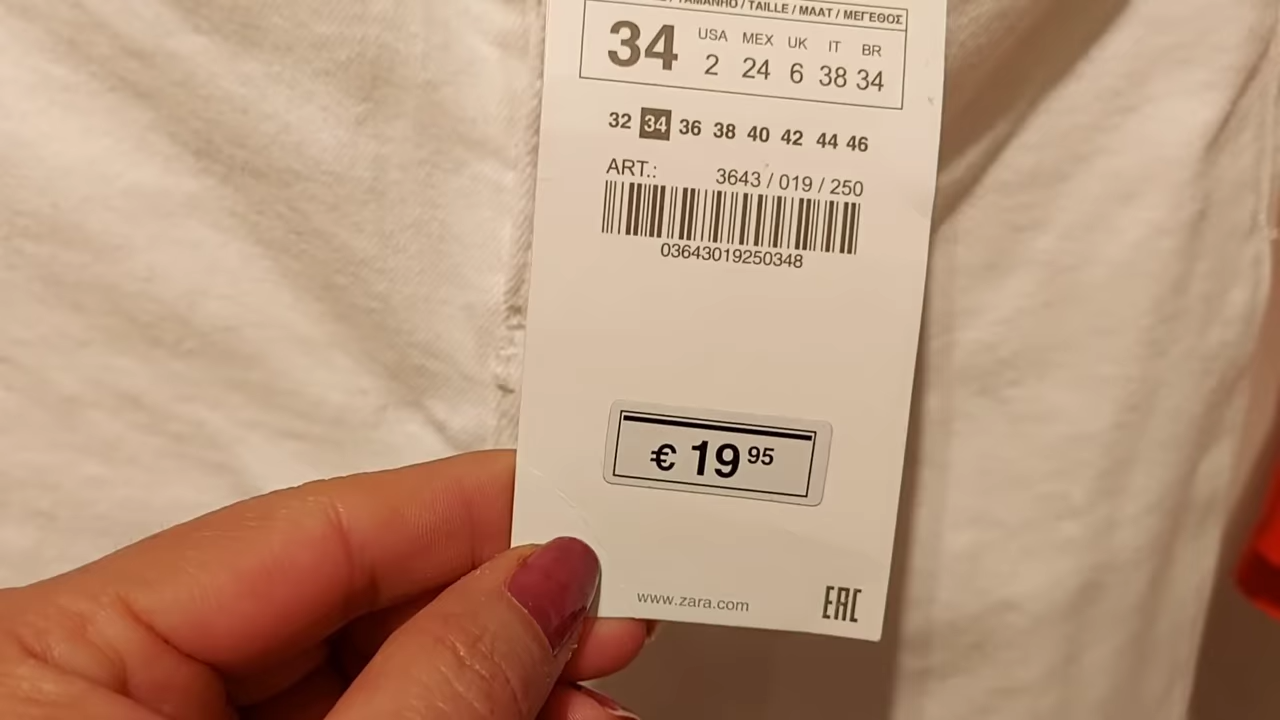 TAMANHO / TAILLE / MAAT / ΜΕΓΕΘΟΣ
34
USA MEX UK IT BR
2 24 6 38 34
32 34 36 38 40 42 44 46
ART.: 3643 / 019 / 250
03643019250348
€ 19 95
www.zara.com
EAC